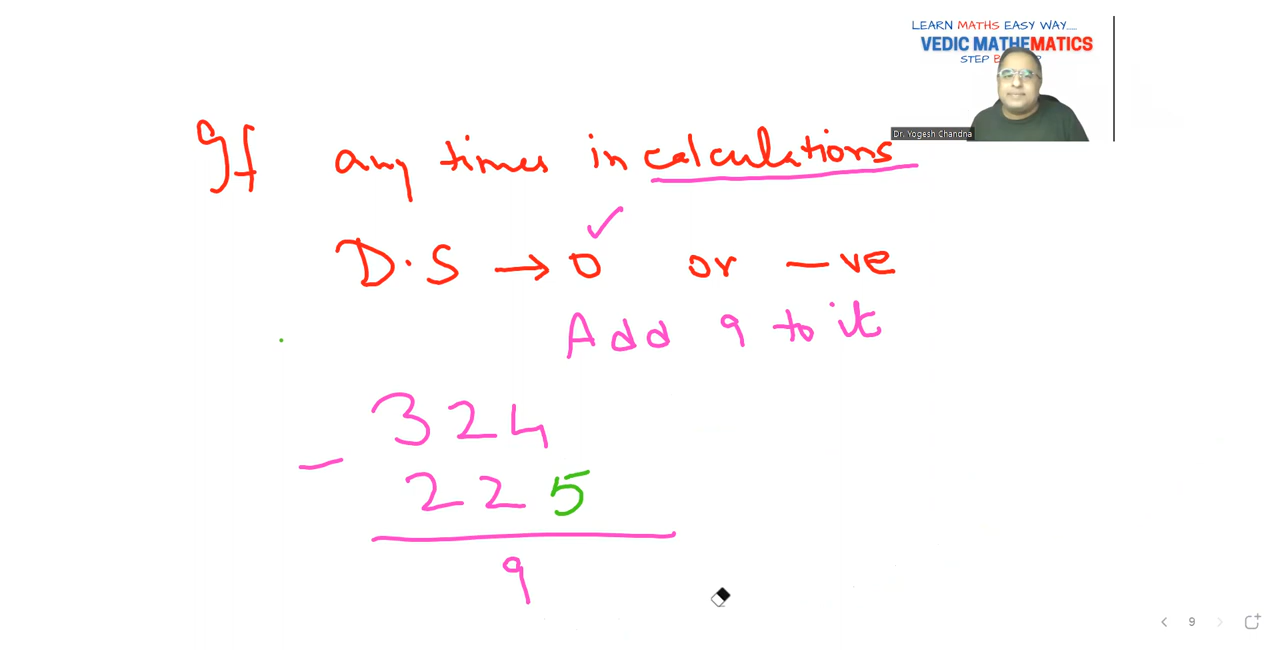 LEARN MATHS EASY WAY....
VEDIC MATHEMATICS
STEP B
Dr. Yogesh Chandna
If any times in calculations
D.S → 0 ✓ or -ve
Add 9 to it
324
- 225
9
9